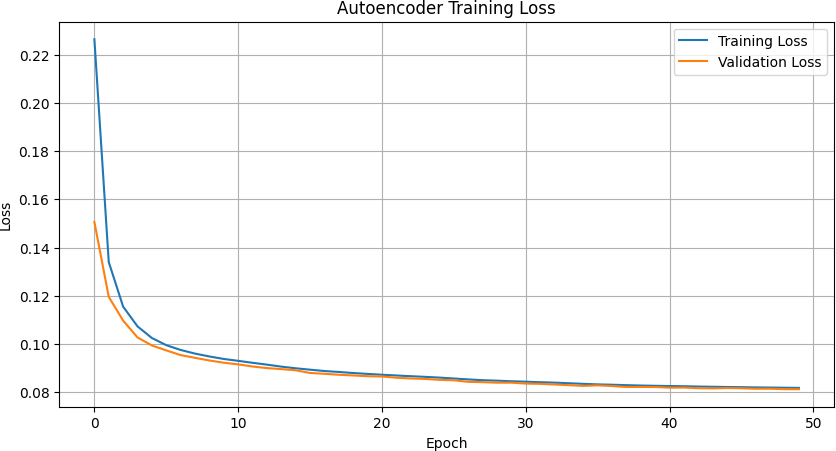 Autoencoder Training Loss
Training Loss
Validation Loss
0.22
0.20
0.18
0.16
0.14
0.12
0.10
0.08
Loss
0 10 20 30 40 50
Epoch